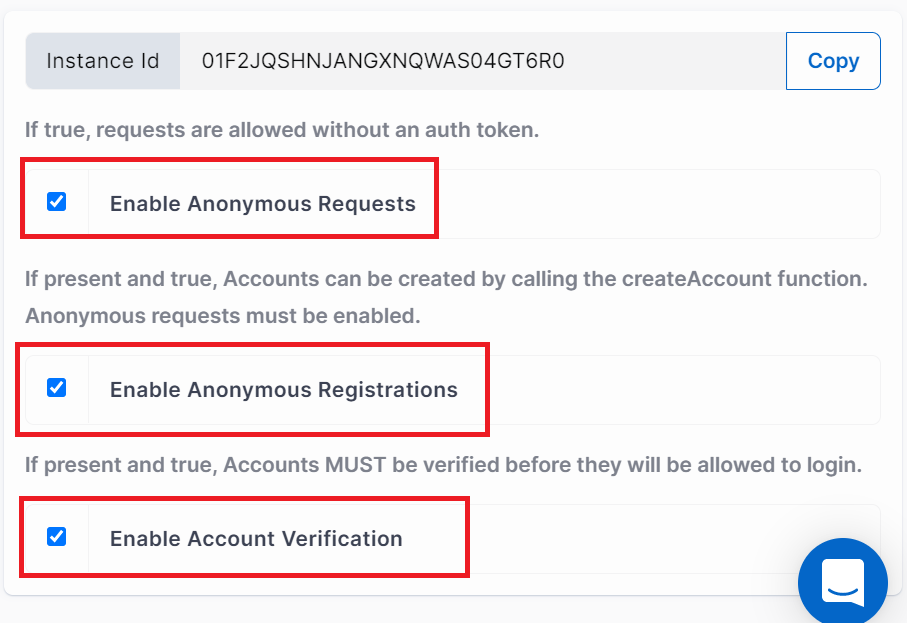 Instance Id 01F2JQSHNJANGXNQWAS04GT6R0 Copy
If true, requests are allowed without an auth token.
Enable Anonymous Requests
If present and true, Accounts can be created by calling the createAccount function.
Anonymous requests must be enabled.
Enable Anonymous Registrations
If present and true, Accounts MUST be verified before they will be allowed to login.
Enable Account Verification